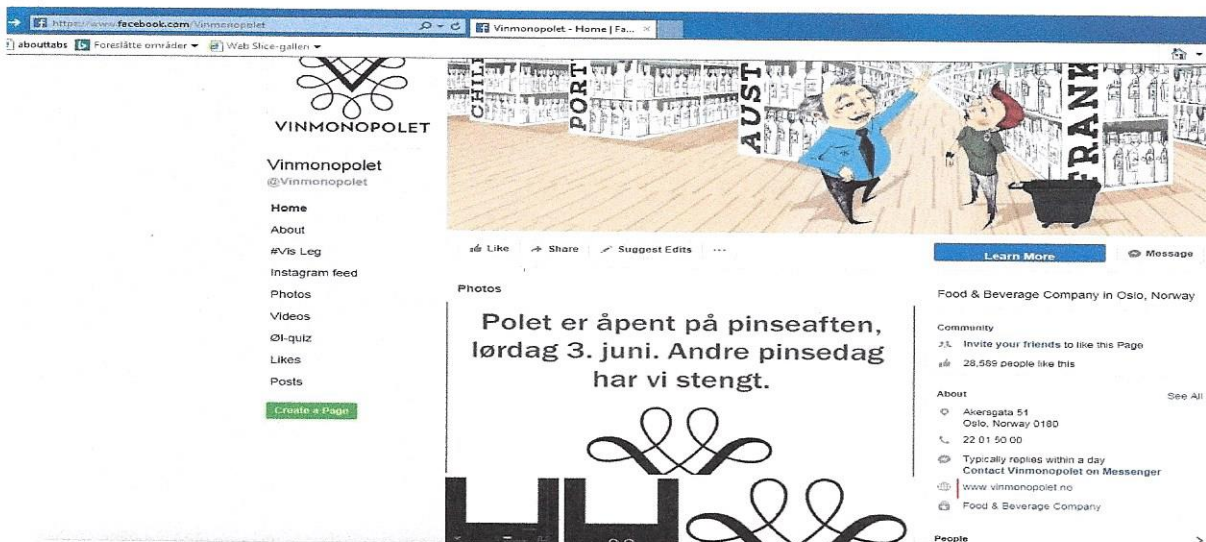 https://www.facebook.com/Vinmonopolet
Vinmonopolet - Home | Fa...
abouttabs Foreslåtte områder Web Slice-galleri
VINMONOPOLET
CHILE
PORT
AUST
FRANK
Vinmonopolet
@Vinmonopolet
Home
About
#Vis Leg
Instagram feed
Photos
Videos
Øl-quiz
Likes
Posts
Create a Page
Like Share Suggest Edits ...
Learn More
Message
Photos
Polet er åpent på pinseaften,
lørdag 3. juni. Andre pinsedag
har vi stengt.
Food & Beverage Company in Oslo, Norway
Community
Invite your friends to like this Page
28,589 people like this
About See All
Akersgata 51
Oslo, Norway 0180
22 01 50 00
Typically replies within a day
Contact Vinmonopolet on Messenger
www.vinmonopolet.no
Food & Beverage Company
People